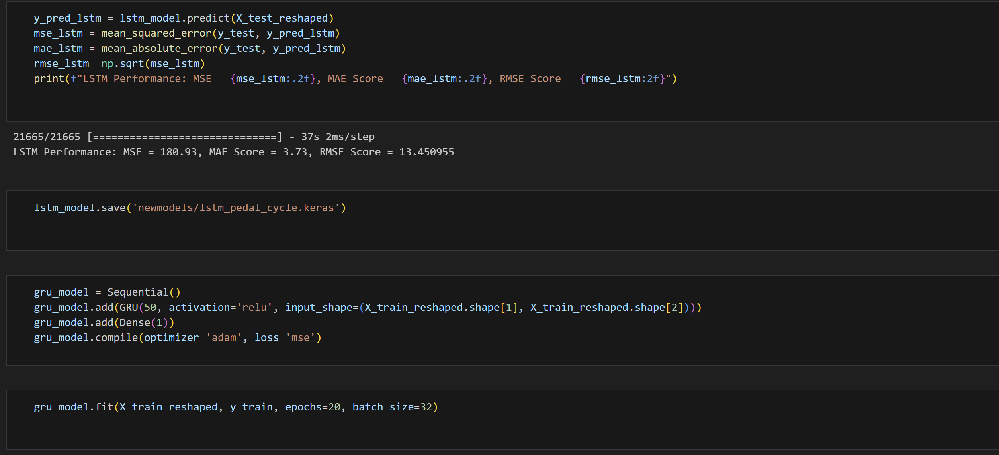 y_pred_lstm = lstm_model.predict(X_test_reshaped)
mse_lstm = mean_squared_error(y_test, y_pred_lstm)
mae_lstm = mean_absolute_error(y_test, y_pred_lstm)
rmse_lstm= np.sqrt(mse_lstm)
print(f"LSTM Performance: MSE = {mse_lstm:.2f}, MAE Score = {mae_lstm:.2f}, RMSE Score = {rmse_lstm:2f}")
21665/21665 [==============================] - 37s 2ms/step
LSTM Performance: MSE = 180.93, MAE Score = 3.73, RMSE Score = 13.450955
lstm_model.save('newmodels/lstm_pedal_cycle.keras')
gru_model = Sequential()
gru_model.add(GRU(50, activation='relu', input_shape=(X_train_reshaped.shape[1], X_train_reshaped.shape[2])))
gru_model.add(Dense(1))
gru_model.compile(optimizer='adam', loss='mse')
gru_model.fit(X_train_reshaped, y_train, epochs=20, batch_size=32)